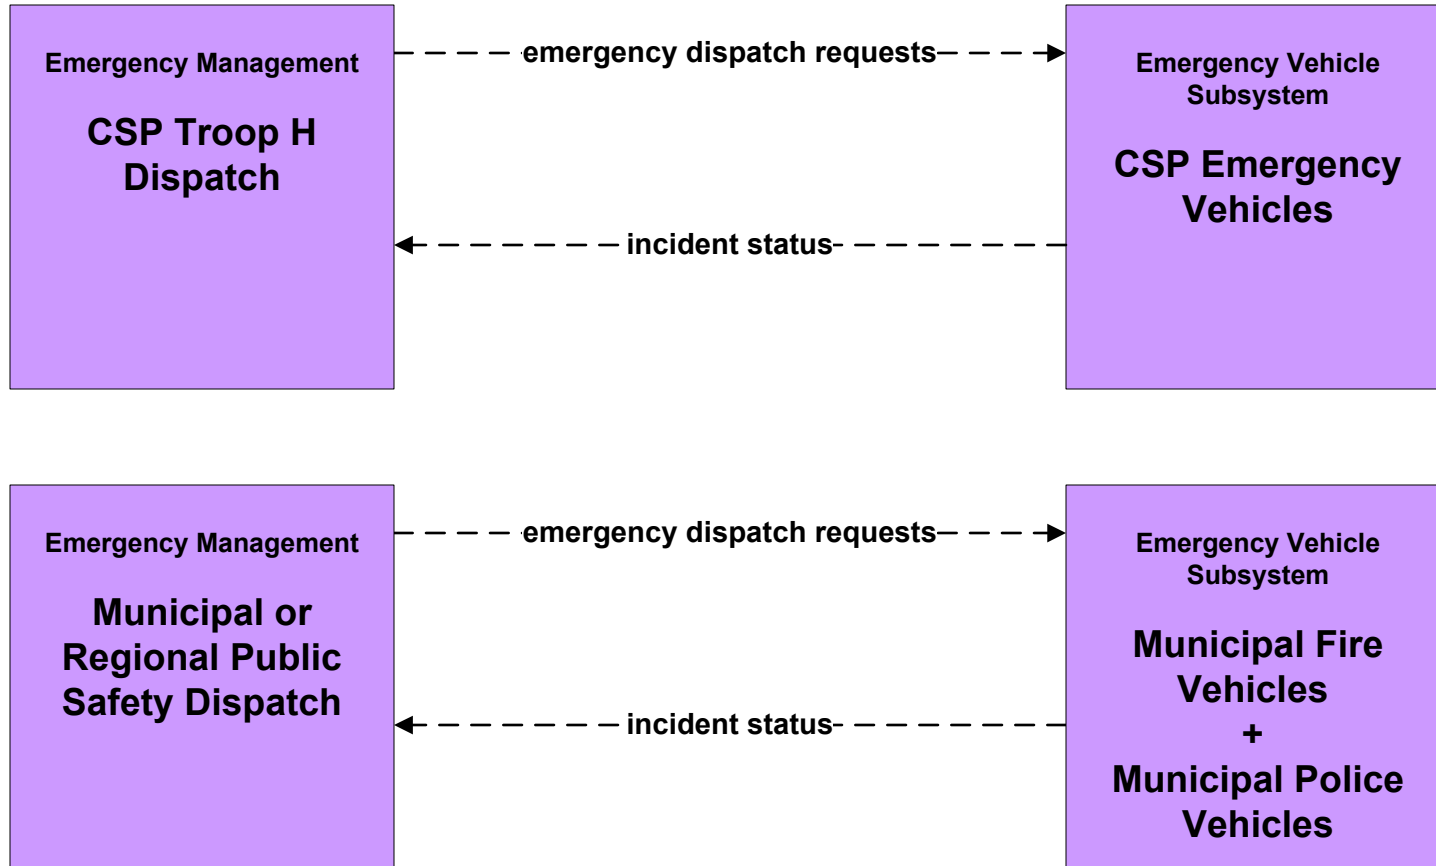 Emergency Management
CSP Troop H
Dispatch
emergency dispatch requests
incident status
Emergency Vehicle
Subsystem
CSP Emergency
Vehicles
Emergency Management
Municipal or
Regional Public
Safety Dispatch
emergency dispatch requests
incident status
Emergency Vehicle
Subsystem
Municipal Fire
Vehicles
+
Municipal Police
Vehicles